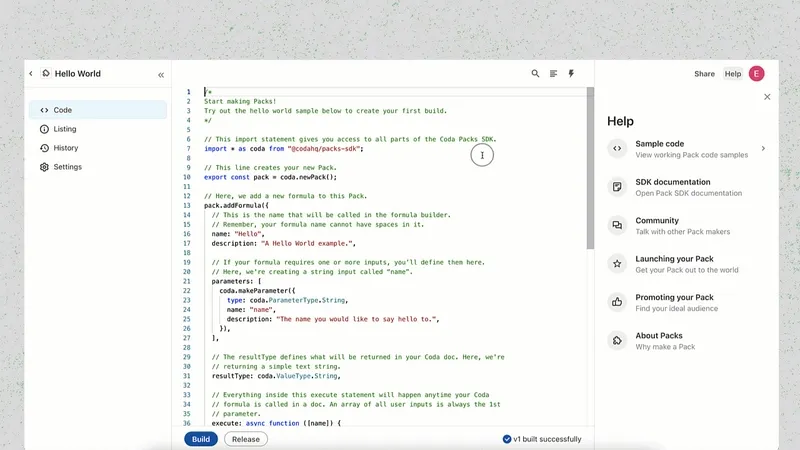 Hello World
Share
Help
E
Code
Listing
History
Settings
1 /*
2 Start making Packs!
3 Try out the hello world sample below to create your first build.
4 */
5
6 // This import statement gives you access to all parts of the Coda Packs SDK.
7 import * as coda from "@codahq/packs-sdk";
8
9 // This line creates your new Pack.
10 export const pack = coda.newPack();
11
12 // Here, we add a new formula to this Pack.
13 pack.addFormula({
14 // This is the name that will be called in the formula builder.
15 // Remember, your formula name cannot have spaces in it.
16 name: "Hello",
17 description: "A Hello World example.",
18
19 // If your formula requires one or more inputs, you'll define them here.
20 // Here, we're creating a string input called "name".
21 parameters: [
22 coda.makeParameter({
23 type: coda.ParameterType.String,
24 name: "name",
25 description: "The name you would like to say hello to.",
26 }),
27 ],
28
29 // The resultType defines what will be returned in your Coda doc. Here, we're
30 // returning a simple text string.
31 resultType: coda.ValueType.String,
32
33 // Everything inside this execute statement will happen anytime your Coda
34 // formula is called in a doc. An array of all user inputs is always the 1st
35 // parameter.
36 execute: async function ([name]) {
Build
Release
v1 built successfully
Help
Sample code
View working Pack code samples
SDK documentation
Open Pack SDK documentation
Community
Talk with other Pack makers
Launching your Pack
Get your Pack out to the world
Promoting your Pack
Find your ideal audience
About Packs
Why make a Pack